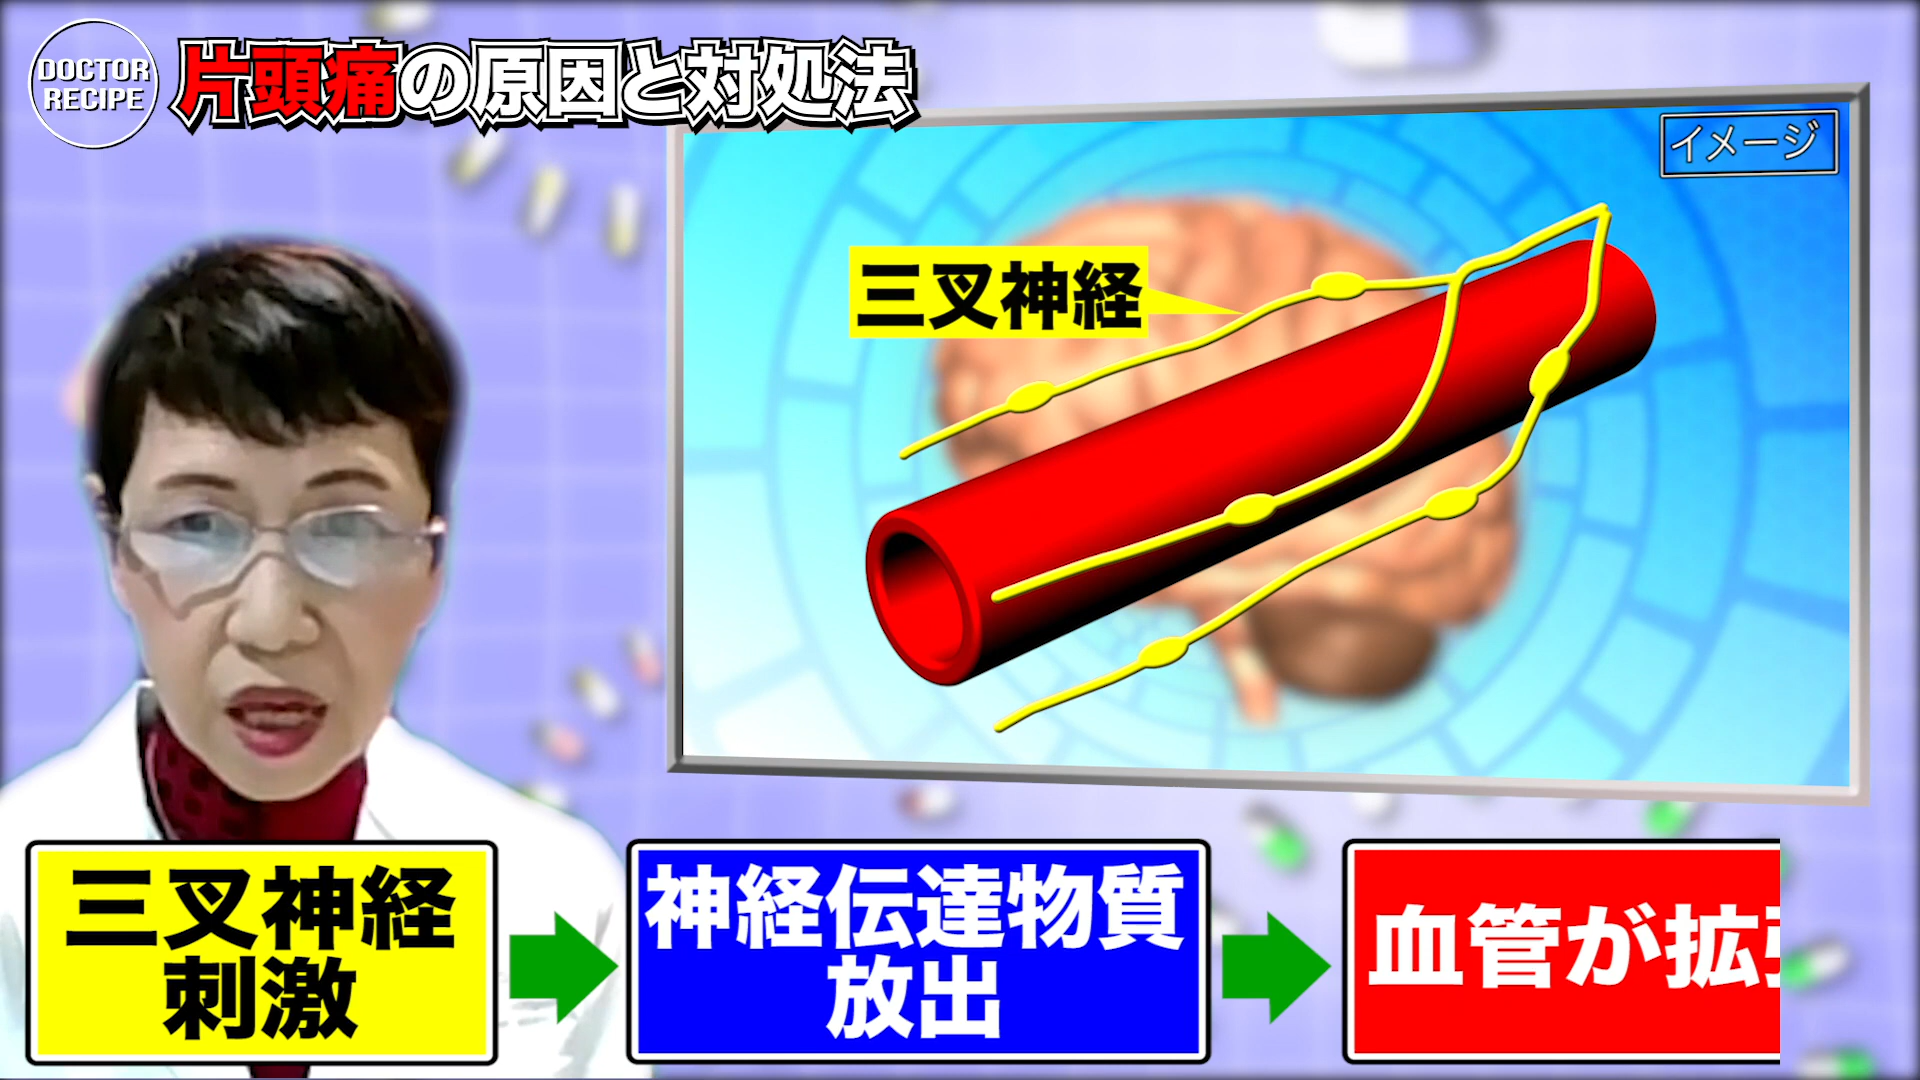 DOCTOR
RECIPE
片頭痛の原因と対処法
イメージ
三叉神経
三叉神経
刺激
神経伝達物質
放出
血管が拡